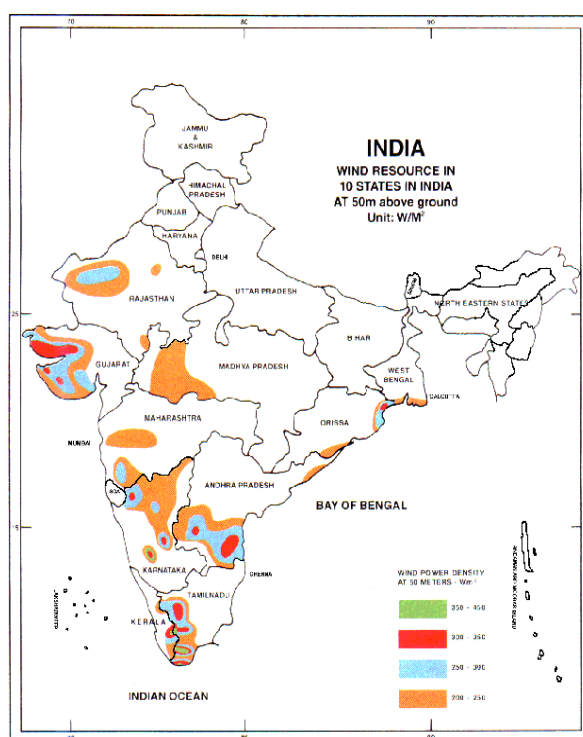 70
80
90
JAMMU
&
KASHMIR
INDIA
WIND RESOURCE IN
10 STATES IN INDIA
AT 50m above ground
Unit: W/M²
HIMACHAL
PRADESH
PUNJAB
HARYANA
DELHI
RAJASTHAN
UTTAR PRADESH
NORTH EASTERN STATES
25
BIHAR
GUJARAT
MADHYA PRADESH
WEST
BENGAL
CALCUTTA
MAHARASHTRA
ORISSA
MUMBAI
ANDHRA PRADESH
GOA
BAY OF BENGAL
5
KARNATAKA
CHENNAI
TAMILNADU
KERALA
WIND POWER DENSITY
AT 50 METERS - Wm
350 - 450
300 - 350
250 - 300
200 - 250
INDIAN OCEAN